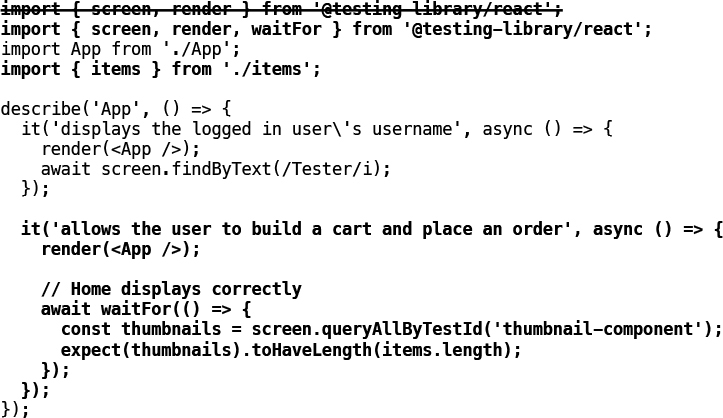 import { screen, render } from '@testing-library/react';
import { screen, render, waitFor } from '@testing-library/react';
import App from './App';
import { items } from './items';

describe('App', () => {
  it('displays the logged in user\'s username', async () => {
    render(<App />);
    await screen.findByText(/Tester/i);
  });

  it('allows the user to build a cart and place an order', async () => {
    render(<App />);

    // Home displays correctly
    await waitFor(() => {
      const thumbnails = screen.queryAllByTestId('thumbnail-component');
      expect(thumbnails).toHaveLength(items.length);
    });
  });
});